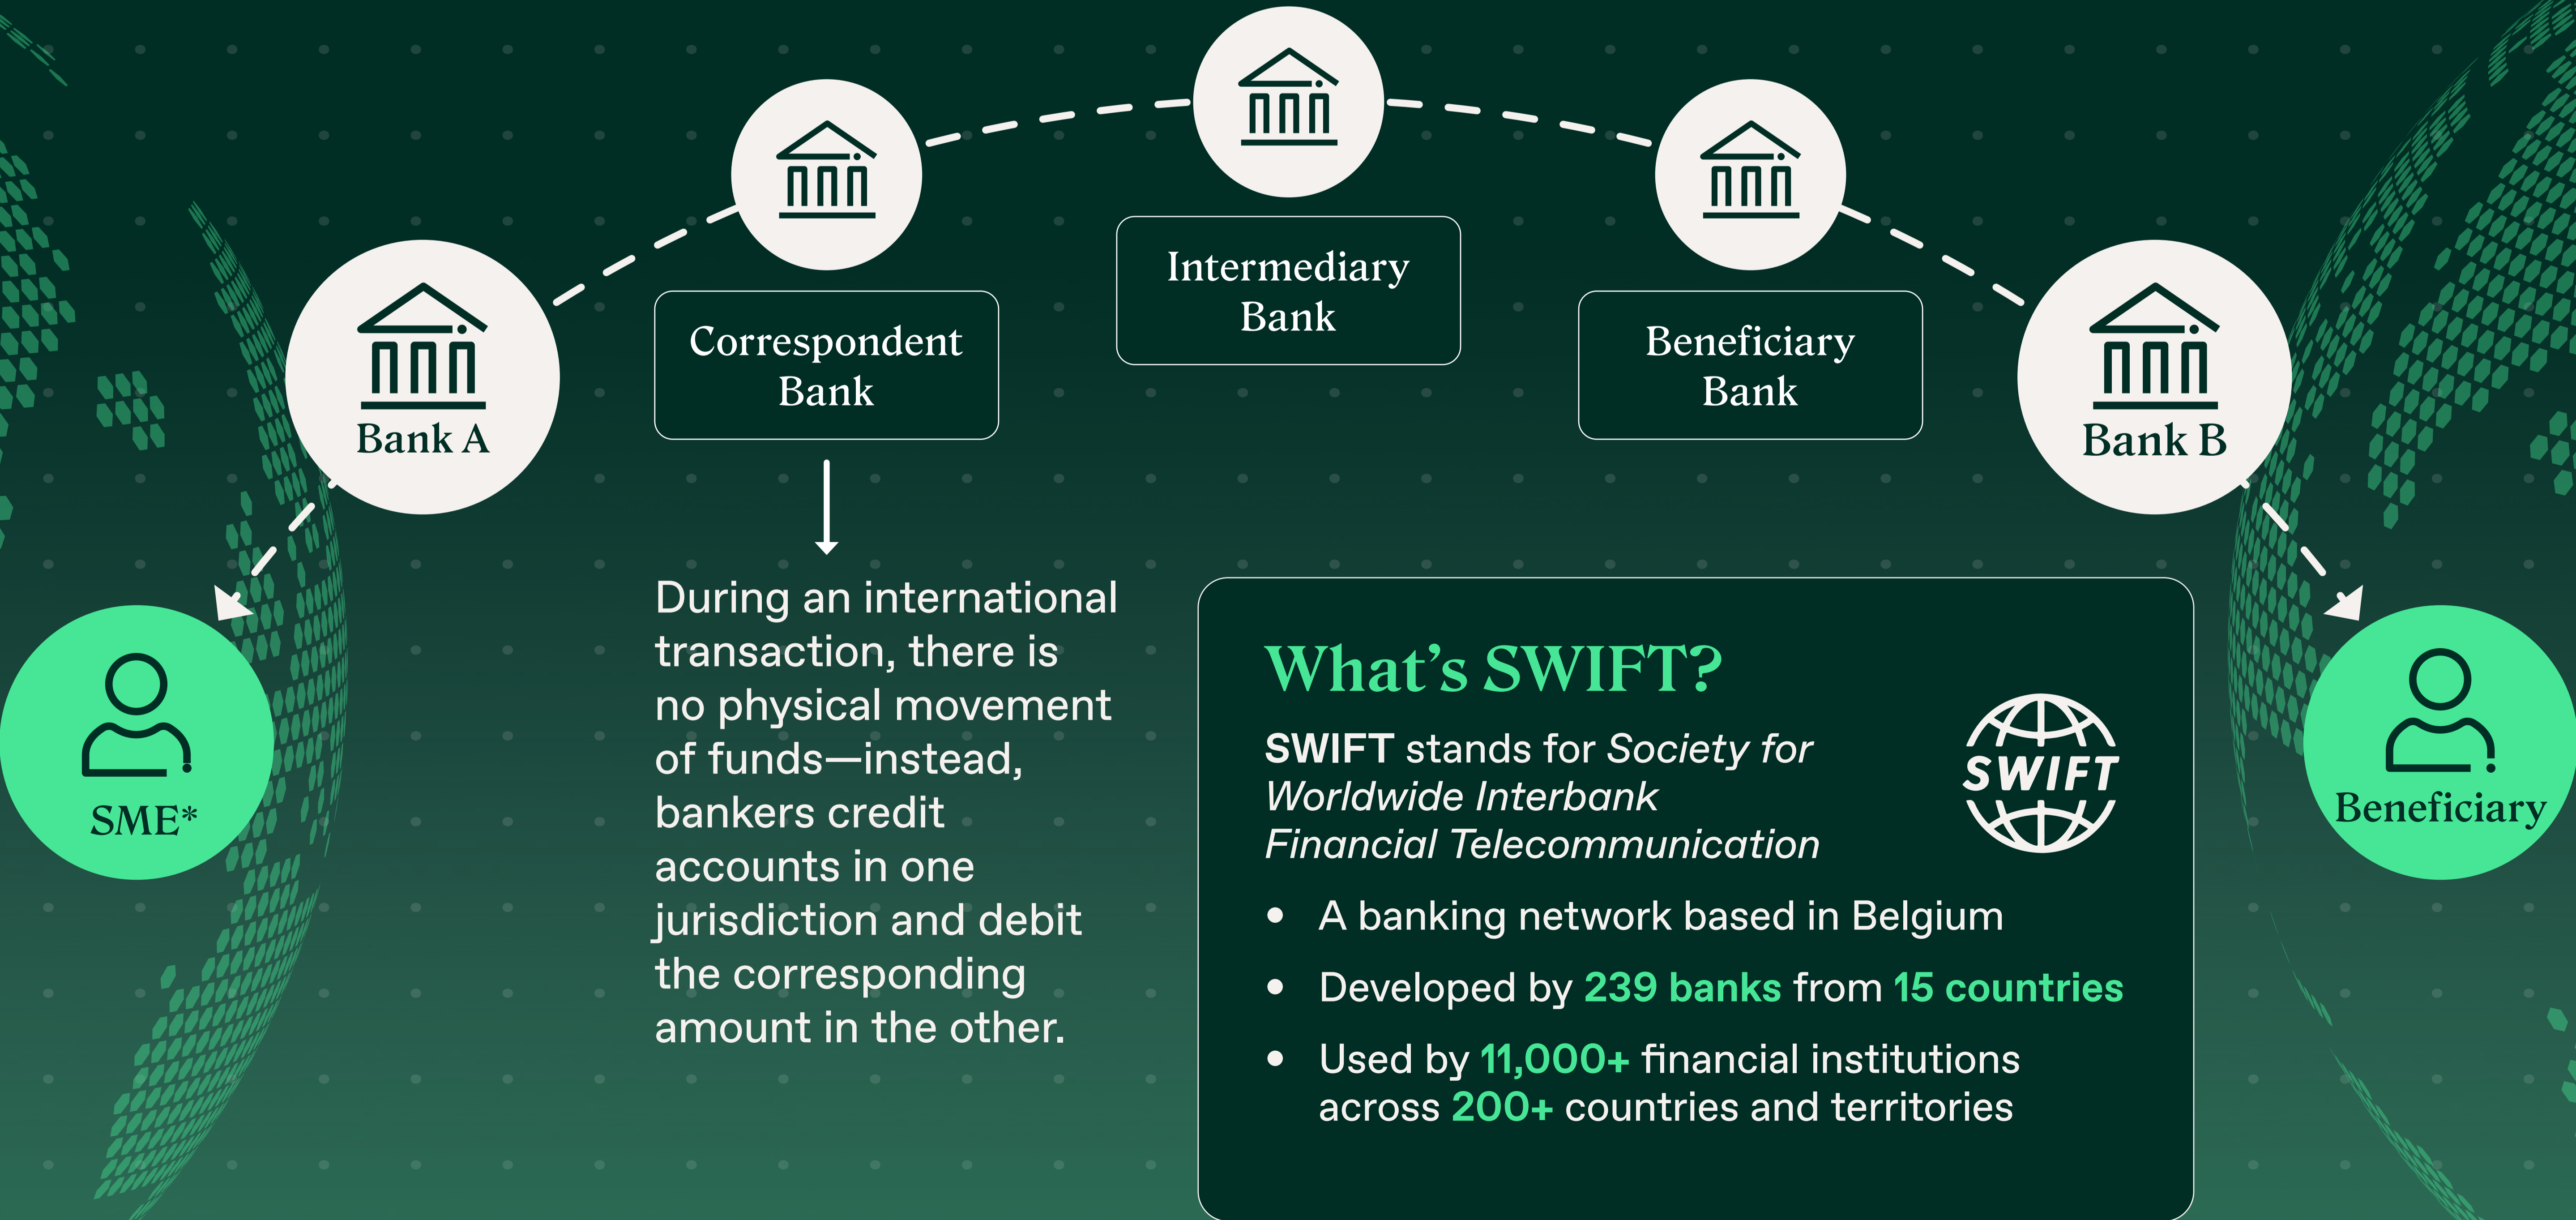 Intermediary
Bank
Correspondent
Bank
Beneficiary
Bank
Bank A
Bank B
SME*
Beneficiary
During an international
transaction, there is
no physical movement
of funds—instead,
bankers credit
accounts in one
jurisdiction and debit
the corresponding
amount in the other.
What’s SWIFT?
SWIFT stands for Society for
Worldwide Interbank
Financial Telecommunication
SWIFT
• A banking network based in Belgium
• Developed by 239 banks from 15 countries
• Used by 11,000+ financial institutions
across 200+ countries and territories